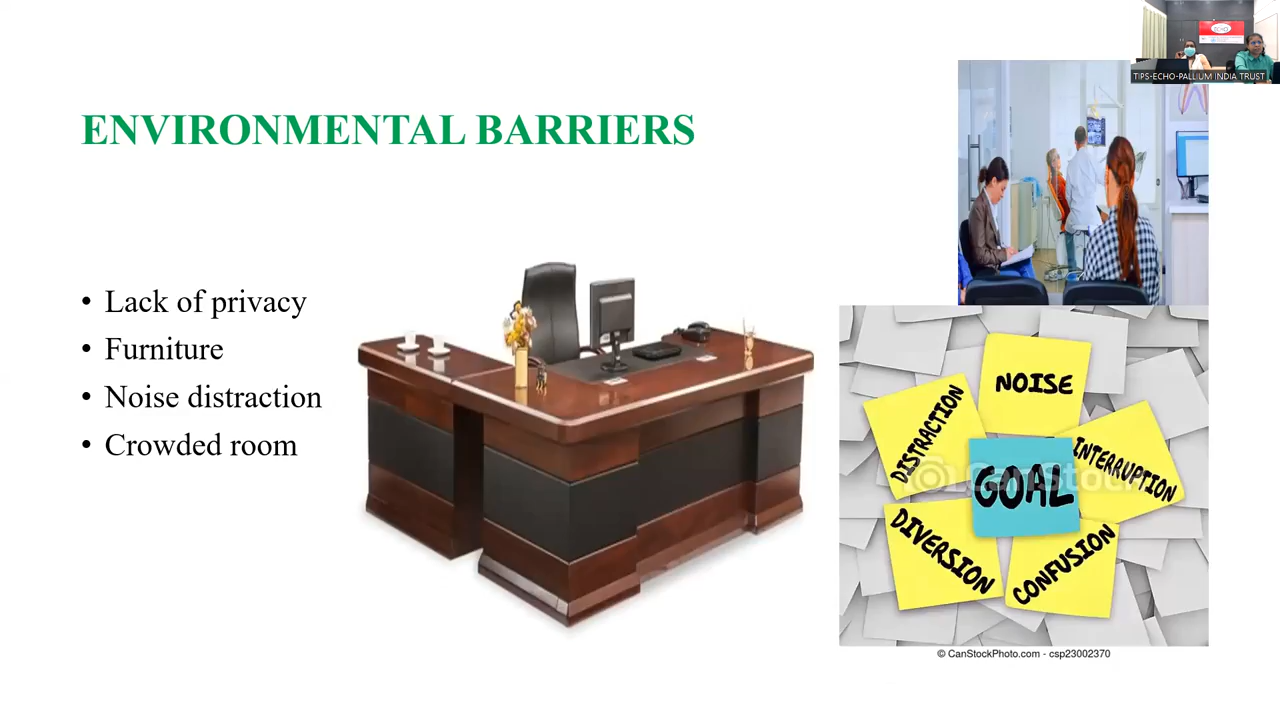 TIPS-ECHO-PALLIUM INDIA TRUST
ENVIRONMENTAL BARRIERS
• Lack of privacy
• Furniture
• Noise distraction
• Crowded room
NOISE
DISTRACTION
INTERRUPTION
GOAL
DIVERSION
CONFUSION
CanStock
© CanStockPhoto.com - csp23002370